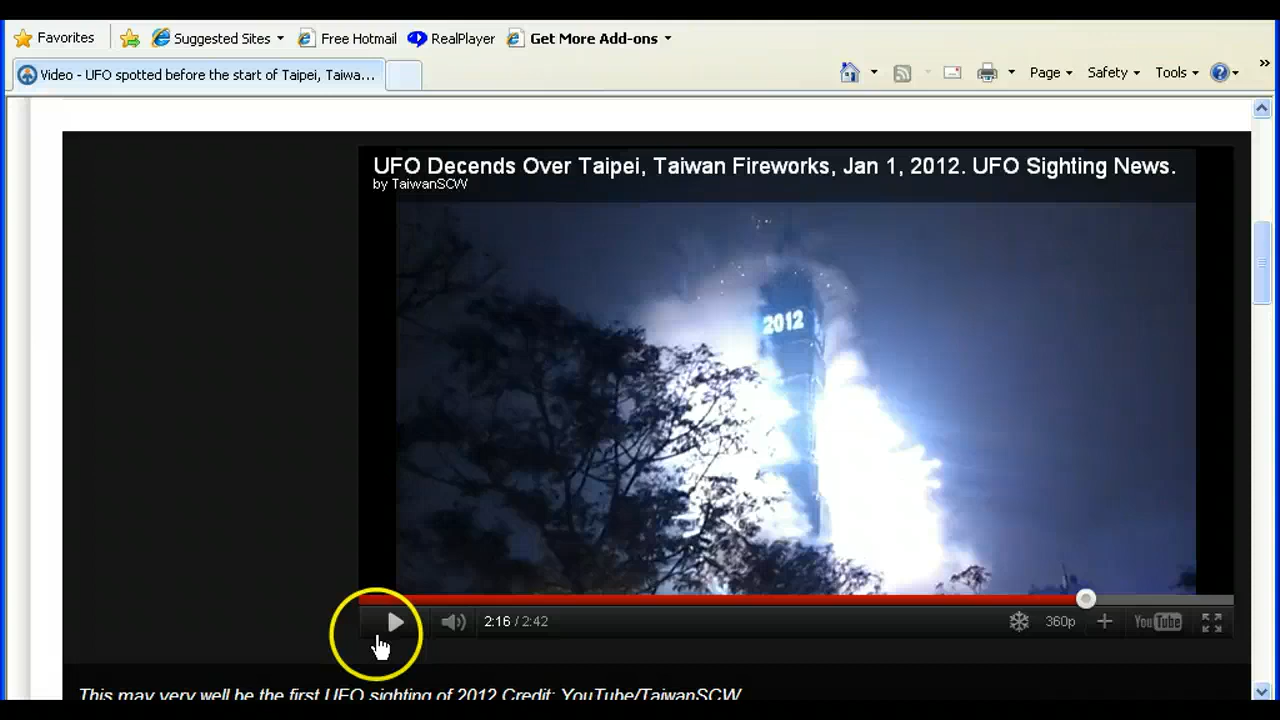 Favorites Suggested Sites Free Hotmail RealPlayer Get More Add-ons
Video - UFO spotted before the start of Taipei, Taiwa... Page Safety Tools
UFO Decends Over Taipei, Taiwan Fireworks, Jan 1, 2012. UFO Sighting News.
by TaiwanSCW
2012
2:16 / 2:42 360p YouTube
This may very well be the first UFO sighting of 2012 Credit: YouTube/TaiwanSCW